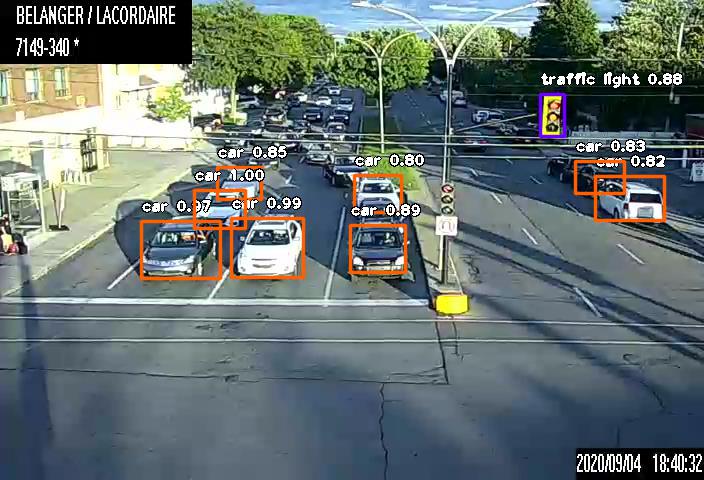 BELANGER / LACORDAIRE
7149-340 *
traffic light 0.88
car 0.85
car 0.80
car 0.83
car 0.82
car 1.00
car 0.97
car 0.99
car 0.89
2020/09/04 18:40:32